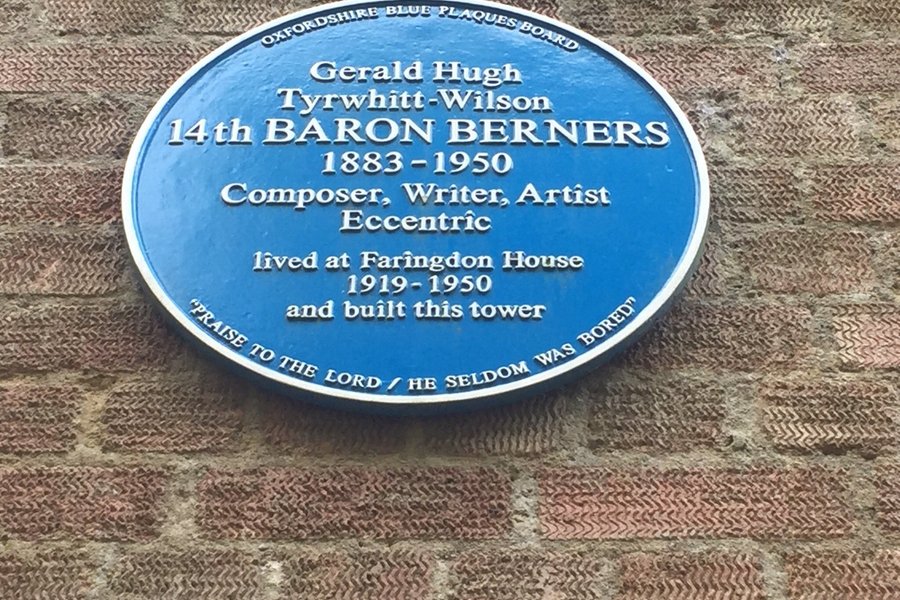 OXFORDSHIRE BLUE PLAQUES BOARD
Gerald Hugh
Tyrwhitt-Wilson
14th BARON BERNERS
1883-1950
Composer, Writer, Artist
Eccentric
lived at Faringdon House
1919-1950
and built this tower
"PRAISE TO THE LORD / HE SELDOM WAS BORED"